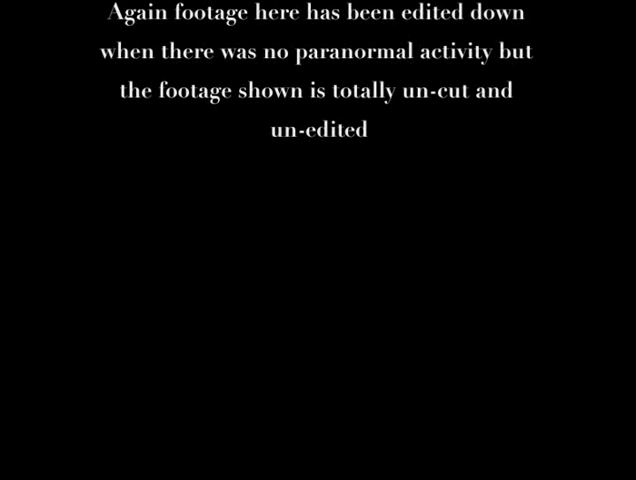 Again footage here has been edited down
when there was no paranormal activity but
the footage shown is totally un-cut and
un-edited